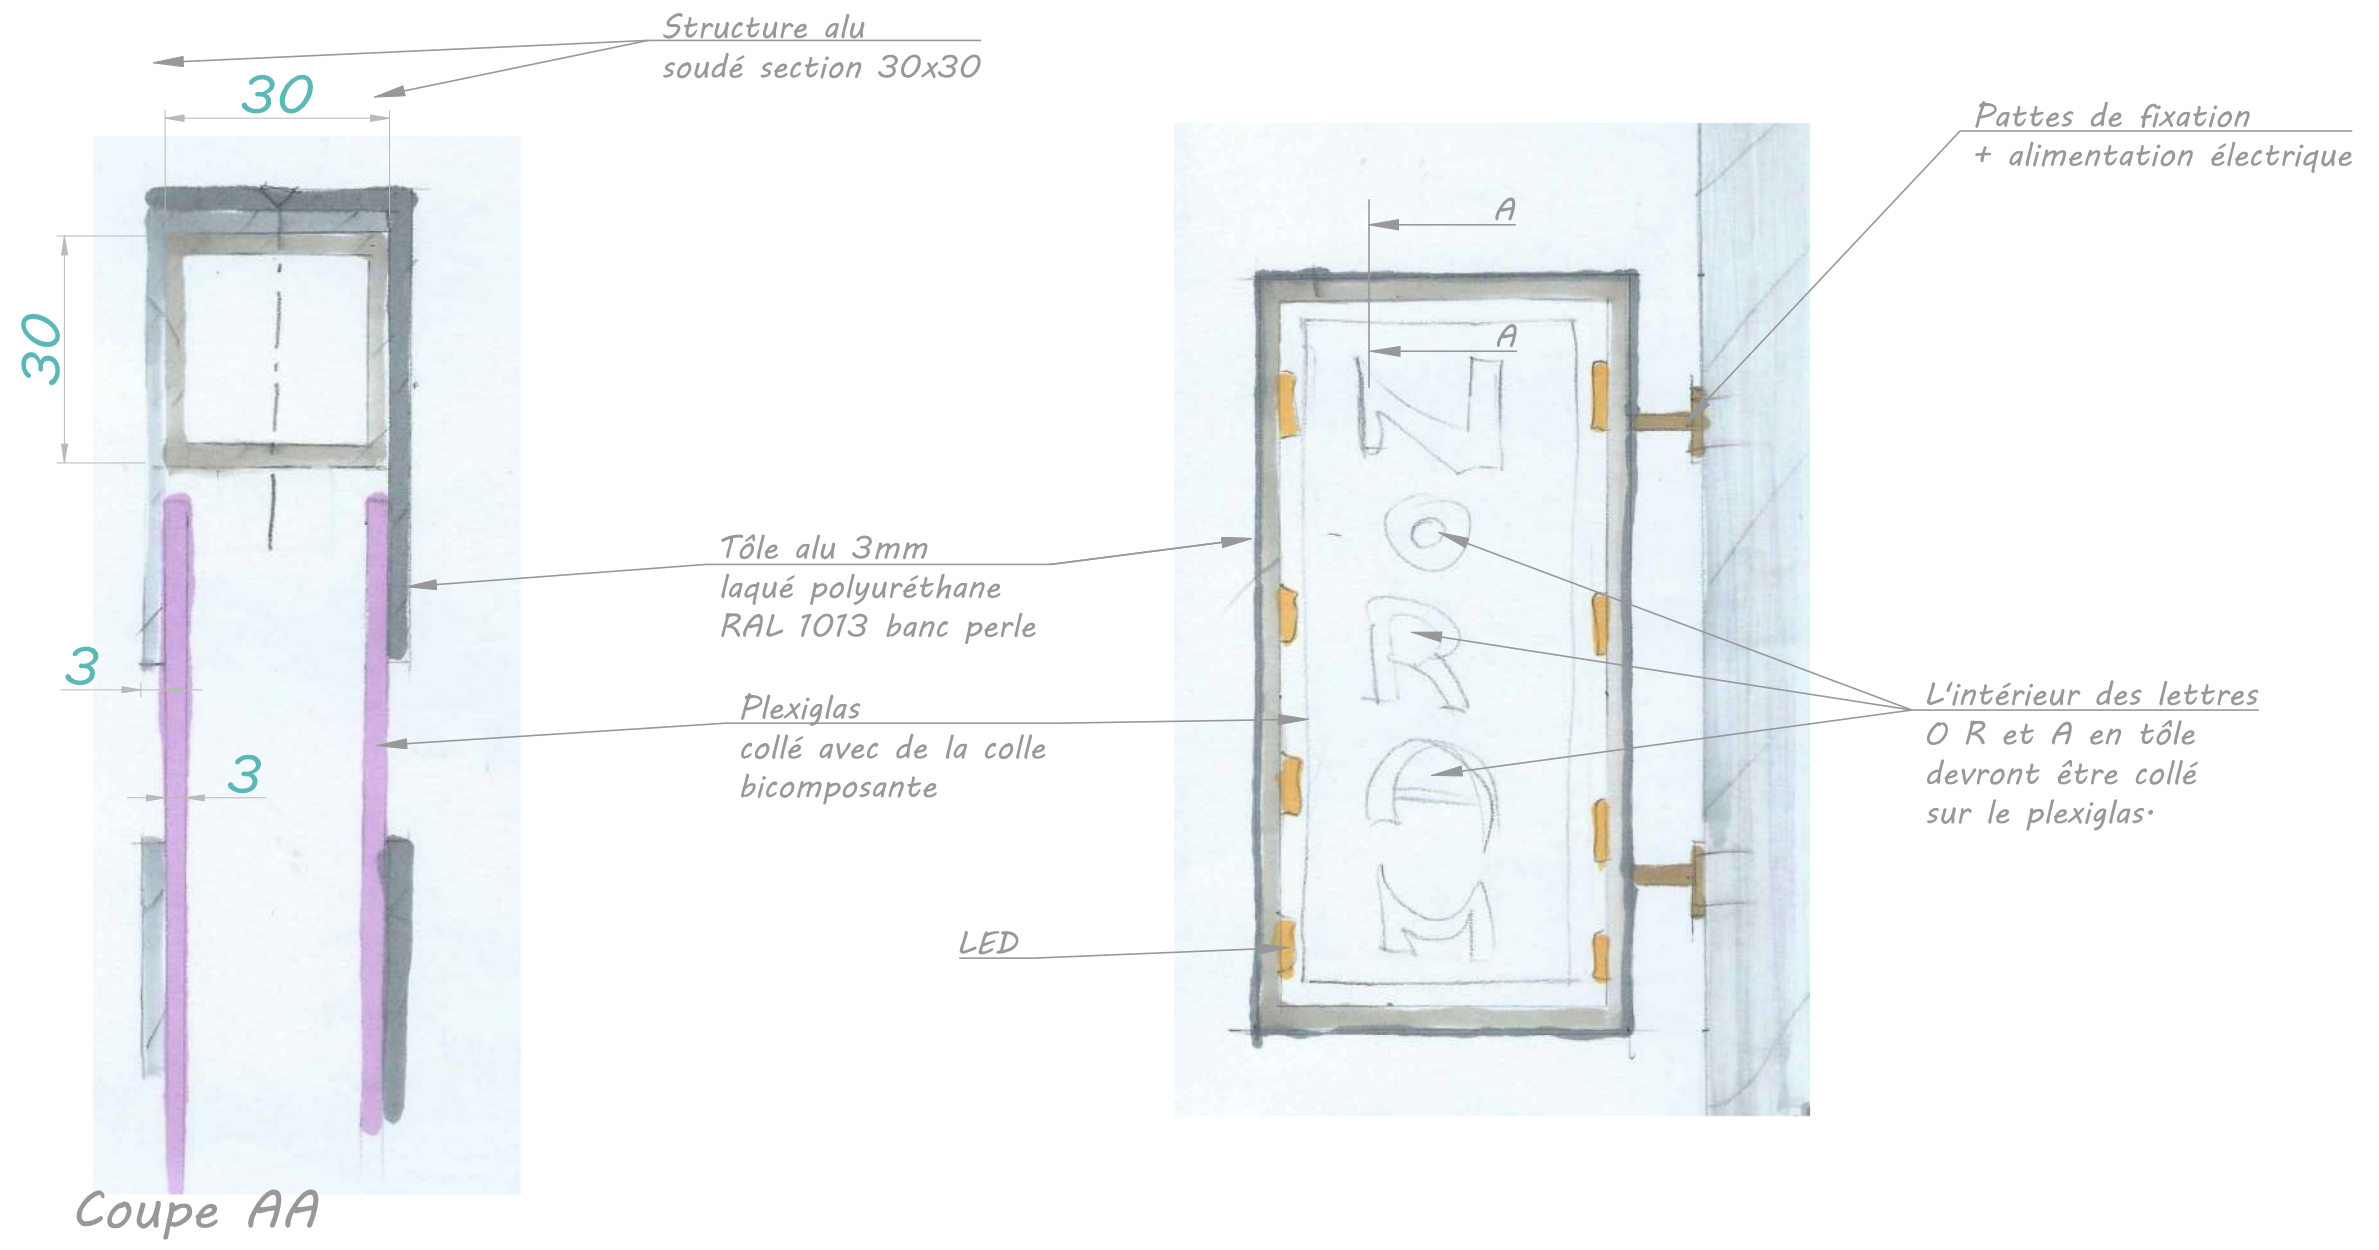 Structure alu
soudé section 30x30
30
30
Pattes de fixation
+ alimentation électrique
A
A
Tôle alu 3mm
laqué polyuréthane
RAL 1013 banc perle
3
Plexiglas
collé avec de la colle
bicomposante
3
L'intérieur des lettres
O R et A en tôle
devront être collé
sur le plexiglas.
LED
Coupe AA